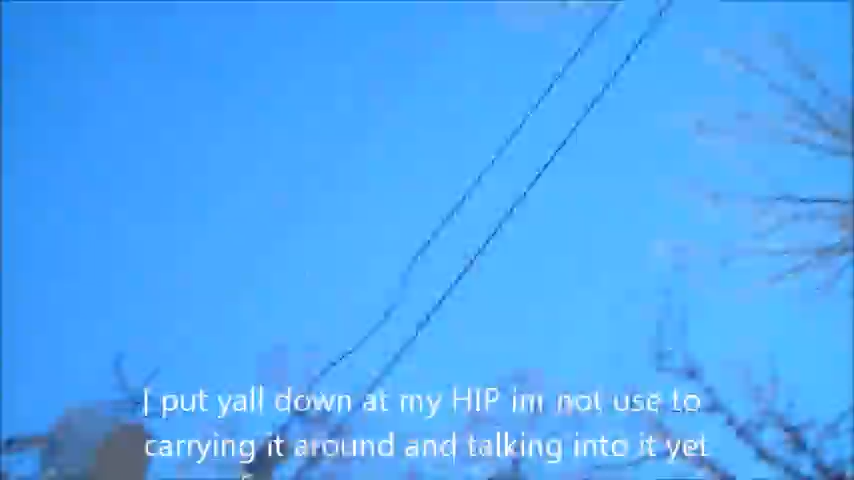 I put yall down at my HIP im not use to
carrying it around and talking into it yet